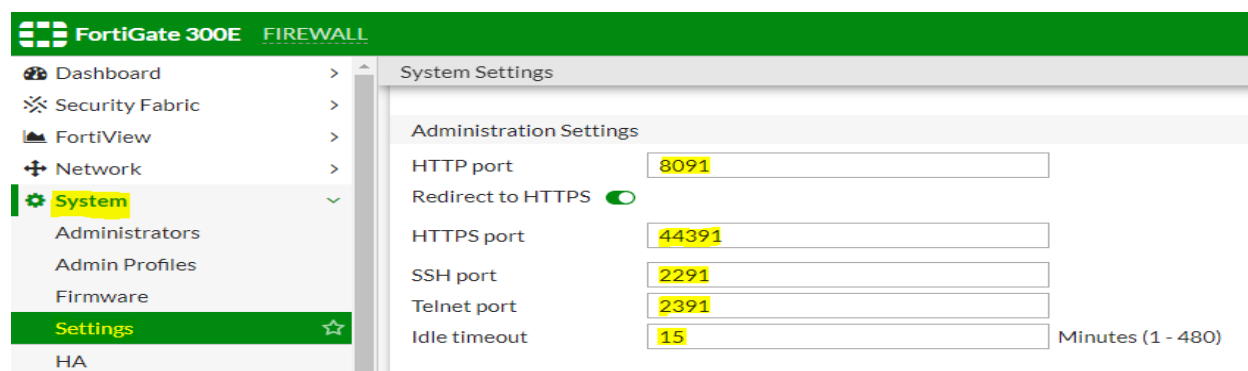 FortiGate 300E FIREWALL
Dashboard
Security Fabric
FortiView
Network
System
Administrators
Admin Profiles
Firmware
Settings
HA
System Settings
Administration Settings
HTTP port 8091
Redirect to HTTPS
HTTPS port 44391
SSH port 2291
Telnet port 2391
Idle timeout 15 Minutes (1 - 480)